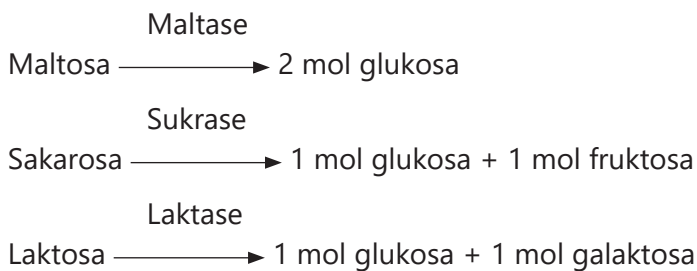 Maltase
Maltosa 2 mol glukosa
Sukrase
Sakarosa 1 mol glukosa + 1 mol fruktosa
Laktase
Laktosa 1 mol glukosa + 1 mol galaktosa